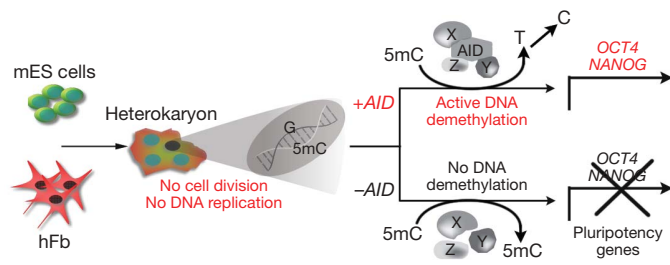 mES cells
hFb
Heterokaryon
No cell division
No DNA replication
G
5mC
+AID
5mC
X
AID
Z
Y
T
C
Active DNA
demethylation
OCT4
NANOG
–AID
No DNA
demethylation
5mC
X
Z
Y
5mC
OCT4
NANOG
Pluripotency
genes